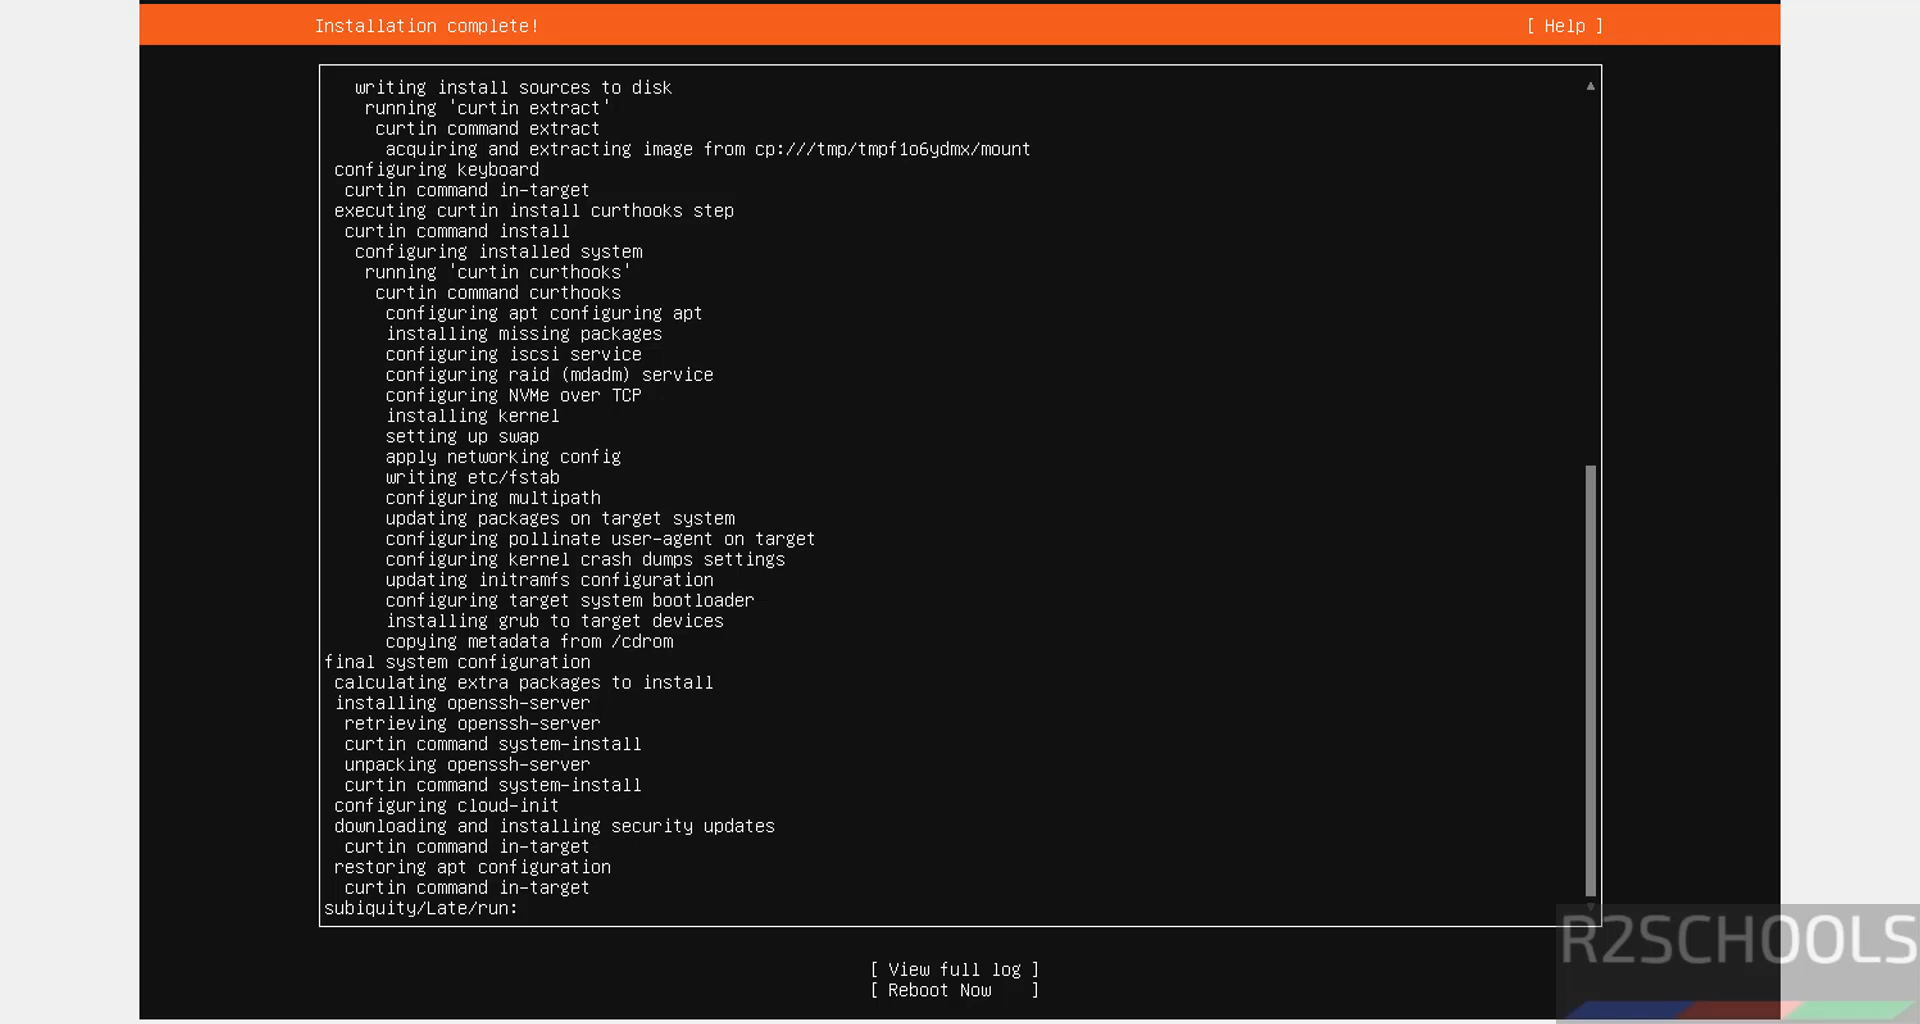 Installation complete! [ Help ]
writing install sources to disk
running 'curtin extract'
curtin command extract
acquiring and extracting image from cp:///tmp/tmpf1o6ydmx/mount
configuring keyboard
curtin command in-target
executing curtin install curthooks step
curtin command install
configuring installed system
running 'curtin curthooks'
curtin command curthooks
configuring apt configuring apt
installing missing packages
configuring iscsi service
configuring raid (mdadm) service
configuring NVMe over TCP
installing kernel
setting up swap
apply networking config
writing etc/fstab
configuring multipath
updating packages on target system
configuring pollinate user-agent on target
configuring kernel crash dumps settings
updating initramfs configuration
configuring target system bootloader
installing grub to target devices
copying metadata from /cdrom
final system configuration
calculating extra packages to install
installing openssh-server
retrieving openssh-server
curtin command system-install
unpacking openssh-server
curtin command system-install
configuring cloud-init
downloading and installing security updates
curtin command in-target
restoring apt configuration
curtin command in-target
subiquity/Late/run:
[ View full log ]
[ Reboot Now ]
R2SCHOOLS